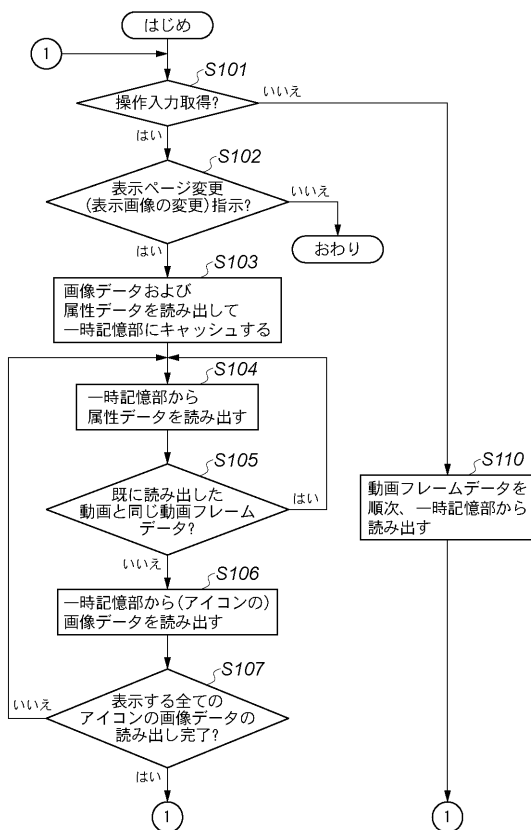 はじめ
1
S101
操作入力取得?
いいえ
はい
S102
表示ページ変更
(表示画像の変更)指示?
いいえ
はい
おわり
S103
画像データおよび
属性データを読み出して
一時記憶部にキャッシュする
S104
一時記憶部から
属性データを読み出す
S105
既に読み出した
動画と同じ動画フレーム
データ?
はい
いいえ
S110
動画フレームデータを
順次、一時記憶部から
読み出す
S106
一時記憶部から(アイコンの)
画像データを読み出す
S107
表示する全ての
アイコンの画像データの
読み出し完了?
いいえ
はい
1
1